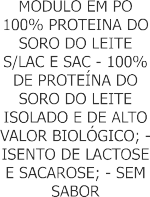 MODULO EM PO
100% PROTEINA DO
SORO DO LEITE
S/LAC E SAC - 100%
DE PROTEÍNA DO
SORO DO LEITE
ISOLADO E DE ALTO
VALOR BIOLÓGICO; -
ISENTO DE LACTOSE
E SACAROSE; - SEM
SABOR